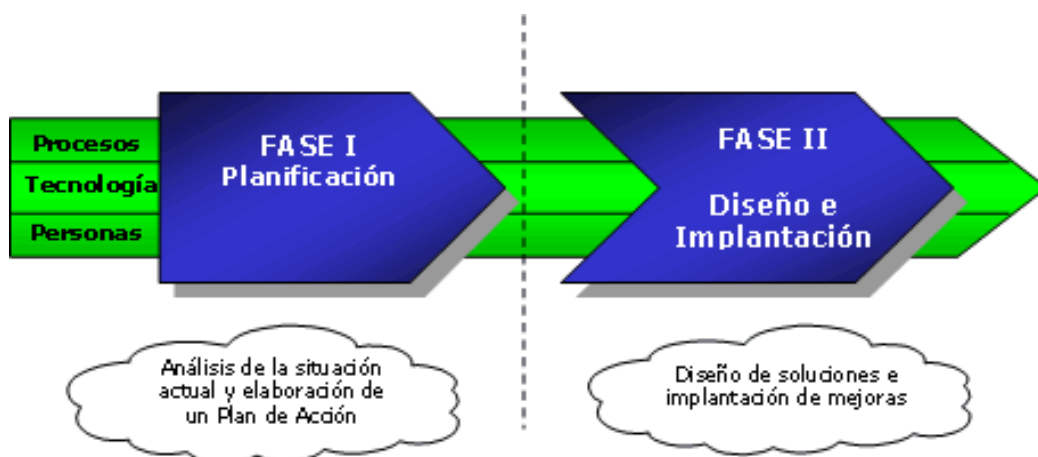 Procesos
Tecnología
Personas
FASE I
Planificación
FASE II
Diseño e
Implantación
Análisis de la situación
actual y elaboración de
un Plan de Acción
Diseño de soluciones e
implantación de mejoras